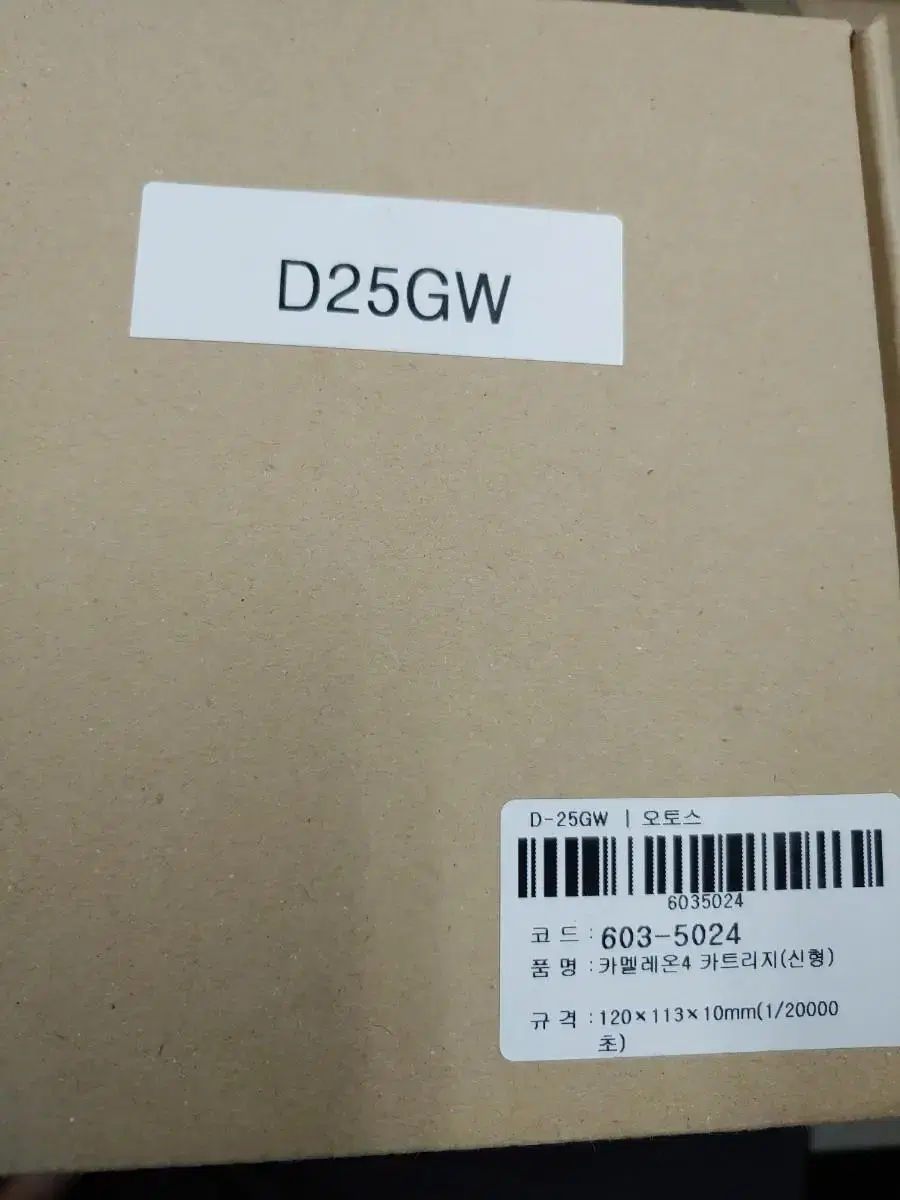 D25GW
D-25GW | 오토스
6035024
코 드 : 603-5024
품 명 : 카멜레온4 카트리지(신형)
규 격 : 120×113×10mm(1/20000
초)